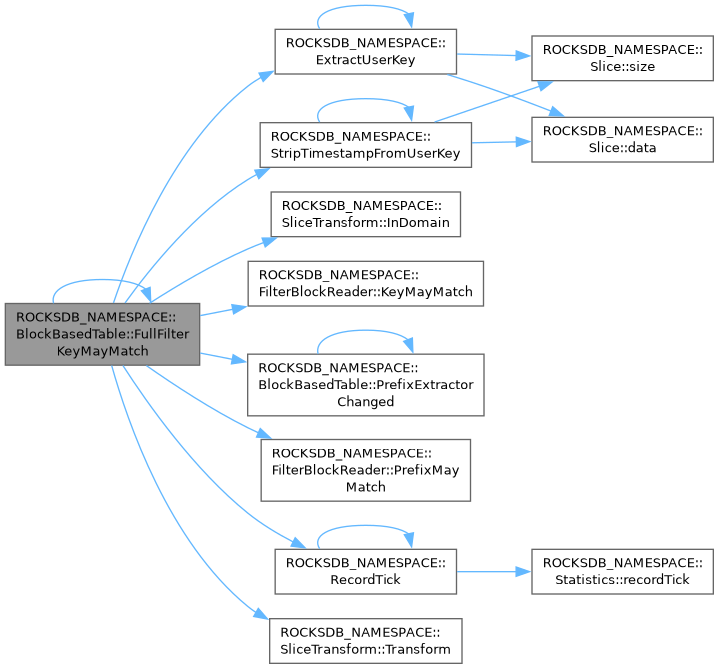 ROCKSDB_NAMESPACE::
ExtractUserKey
ROCKSDB_NAMESPACE::
Slice::size
ROCKSDB_NAMESPACE::
StripTimestampFromUserKey
ROCKSDB_NAMESPACE::
Slice::data
ROCKSDB_NAMESPACE::
SliceTransform::InDomain
ROCKSDB_NAMESPACE::
FilterBlockReader::KeyMayMatch
ROCKSDB_NAMESPACE::
BlockBasedTable::FullFilter
KeyMayMatch
ROCKSDB_NAMESPACE::
BlockBasedTable::PrefixExtractor
Changed
ROCKSDB_NAMESPACE::
FilterBlockReader::PrefixMay
Match
ROCKSDB_NAMESPACE::
RecordTick
ROCKSDB_NAMESPACE::
Statistics::recordTick
ROCKSDB_NAMESPACE::
SliceTransform::Transform